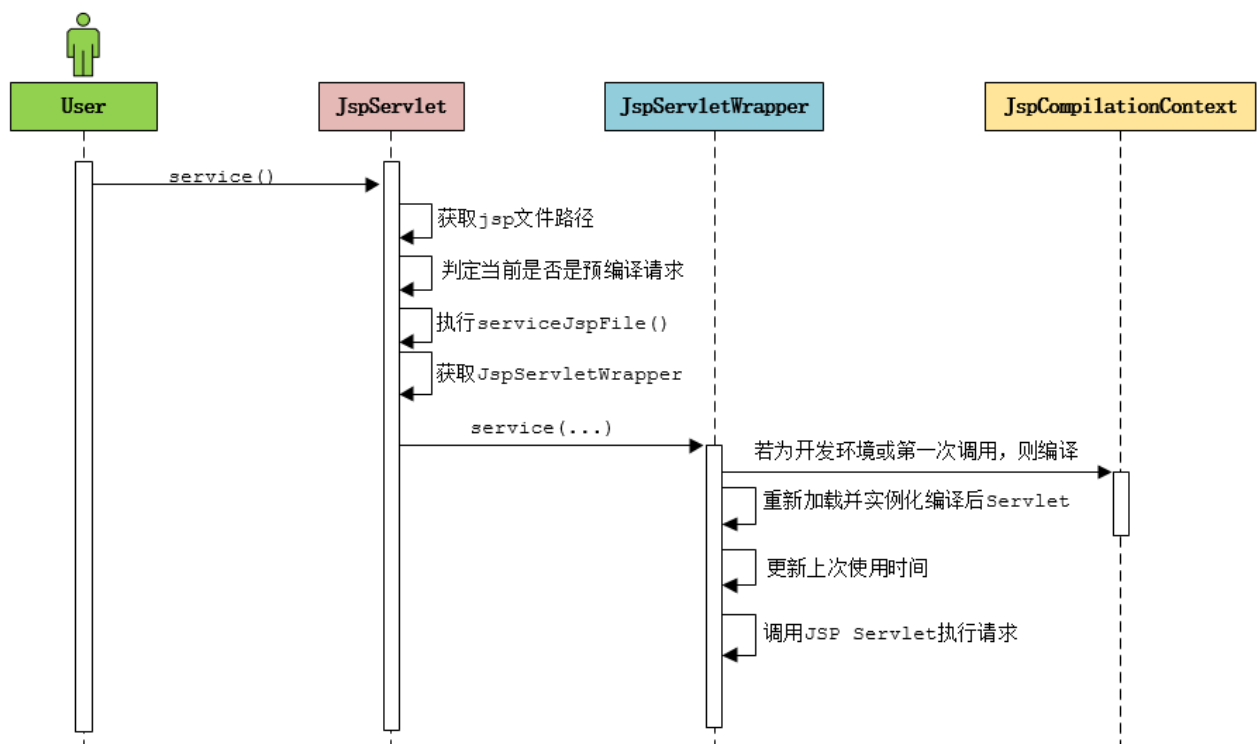 User
JspServlet
JspServletWrapper
JspCompilationContext
service()
获取jsp文件路径
判定当前是否是预编译请求
执行serviceJspFile()
获取JspServletWrapper
service(...)
若为开发环境或第一次调用，则编译
重新加载并实例化编译后Servlet
更新上次使用时间
调用JSP Servlet执行请求